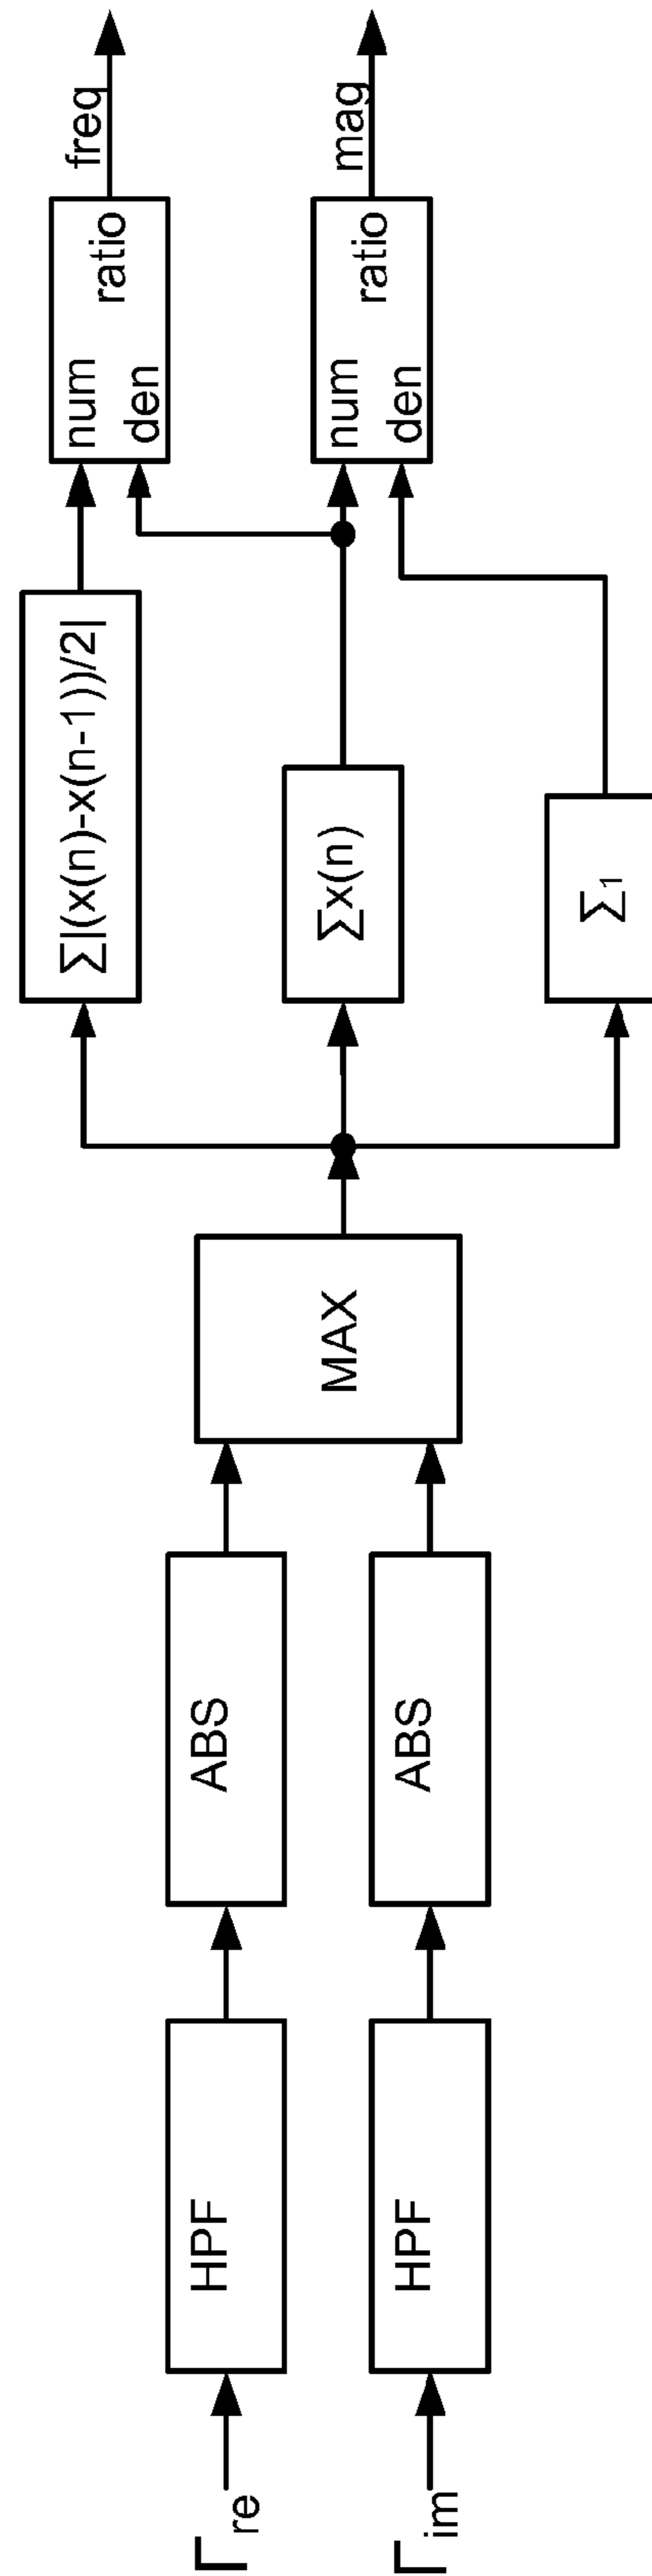 Γre
HPF
ABS
Γim
HPF
ABS
MAX
∑|(x(n)-x(n-1))/2|
∑x(n)
∑1
num
den
ratio
freq
num
den
ratio
mag